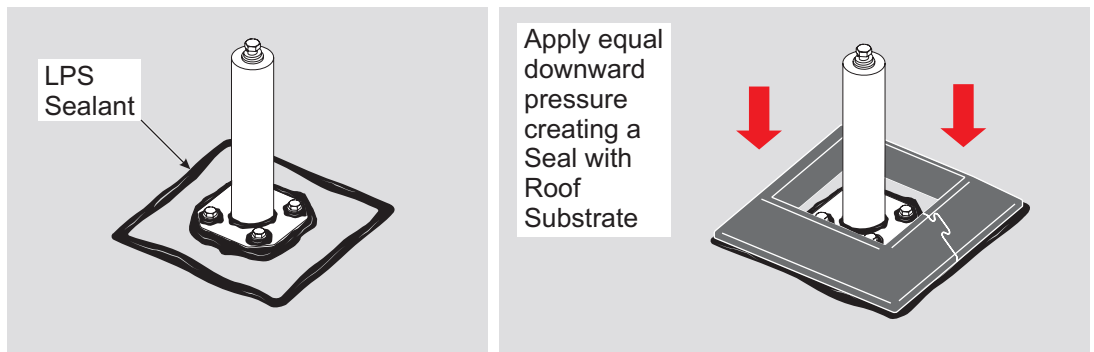 LPS
Sealant
Apply equal
downward
pressure
creating a
Seal with
Roof
Substrate